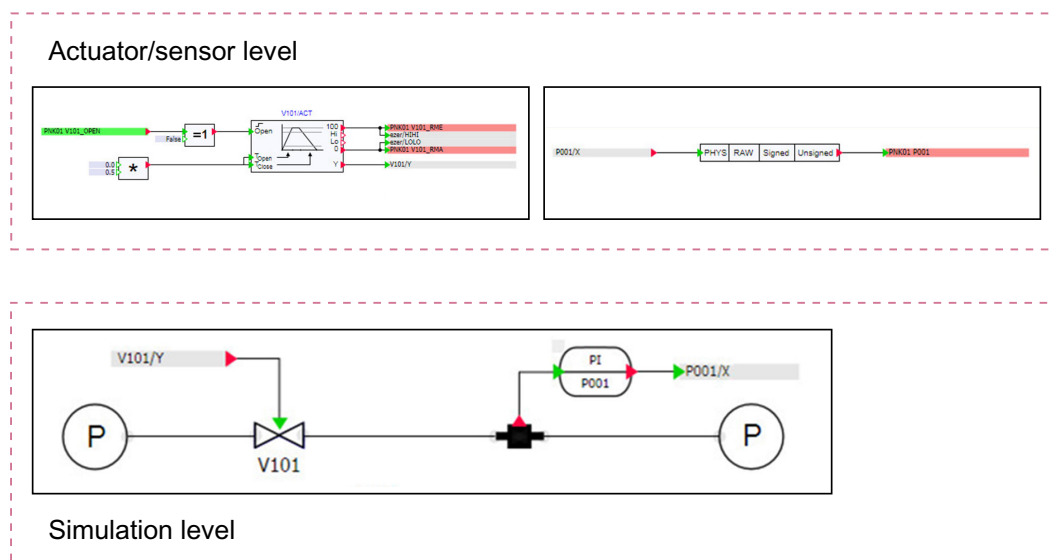 Actuator/sensor level
V101/ACT
PNK01 V101_OPEN
False
=1
Open
100
Hi
Lo
0
PNK01 V101_RME
ezer/HIHI
ezer/LOLO
PNK01 V101_RMA
0.0
0.5
*
Topen
Tclose
Y
V101/Y
P001/X
PHYS RAW Signed Unsigned
PNK01 P001
V101/Y
PI
P001
P001/X
P
V101
P
Simulation level